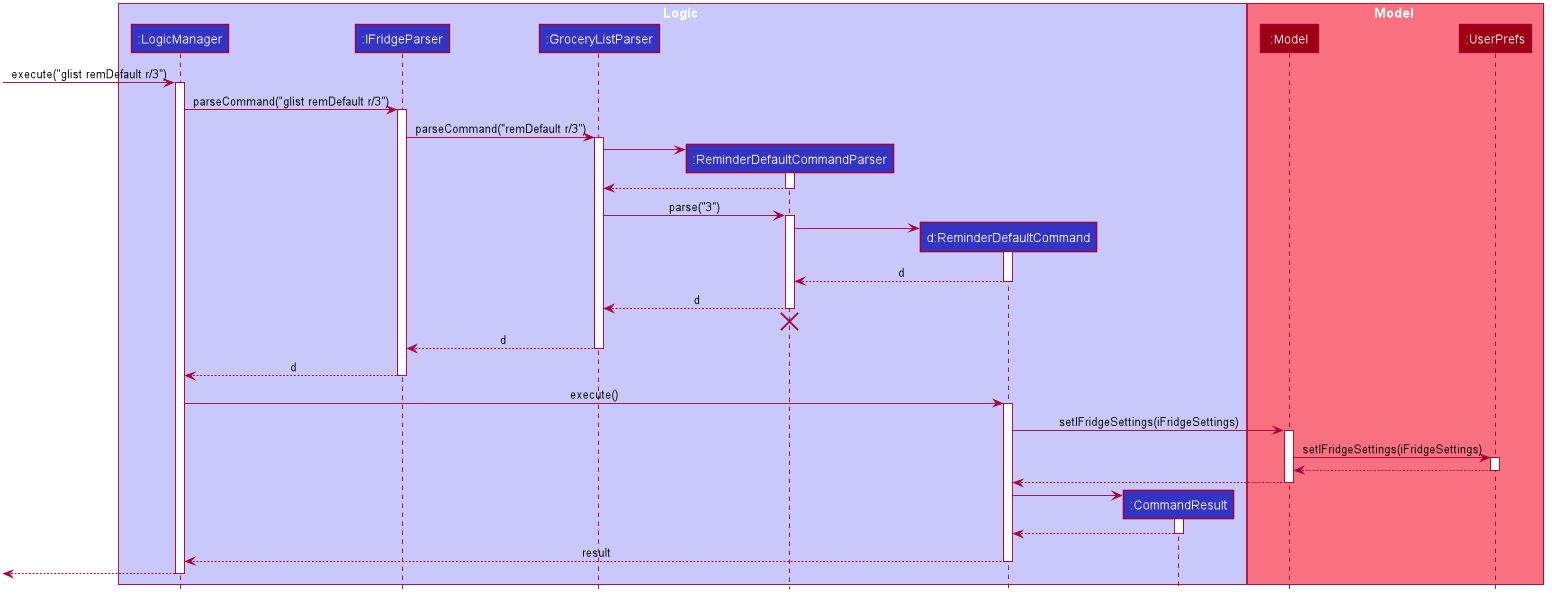 Logic
Model
:LogicManager
:IFridgeParser
:GroceryListParser
:Model
:UserPrefs
execute("glist remDefault r/3")
parseCommand("glist remDefault r/3")
parseCommand("remDefault r/3")
:ReminderDefaultCommandParser
parse("3")
d:ReminderDefaultCommand
d
d
d
d
execute()
setIFridgeSettings(iFridgeSettings)
setIFridgeSettings(iFridgeSettings)
:CommandResult
result